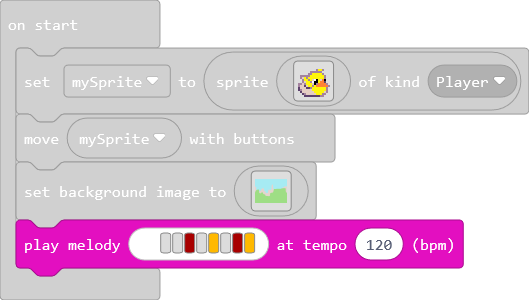 on start
set mySprite to sprite of kind Player
move mySprite with buttons
set background image to
play melody at tempo 120 (bpm)